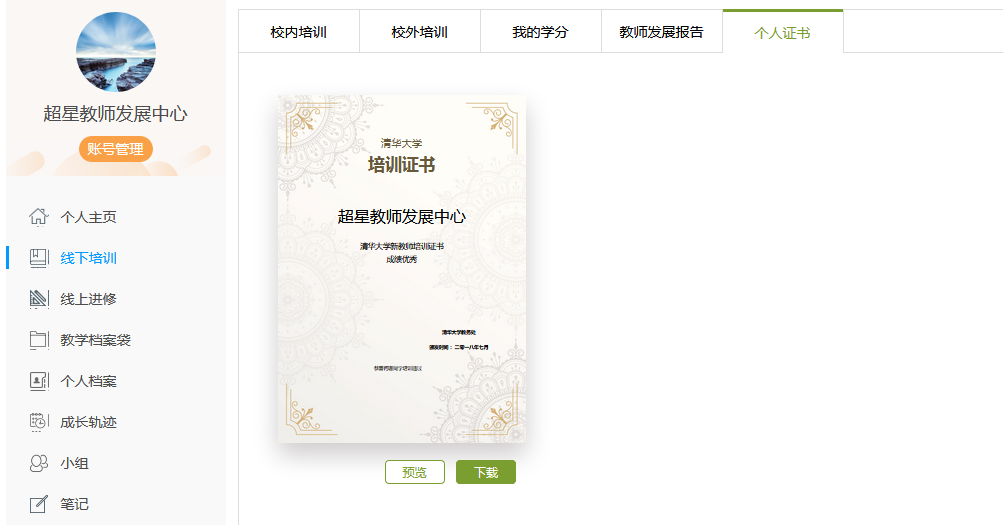 超星教师发展中心
账号管理
个人主页
线下培训
线上进修
教学档案袋
个人档案
成长轨迹
小组
笔记
校内培训
校外培训
我的学分
教师发展报告
个人证书
清华大学
培训证书
超星教师发展中心
清华大学新教师培训证书
成绩优秀
清华大学教务处
颁发时间：二零一八年七月
预览
下载